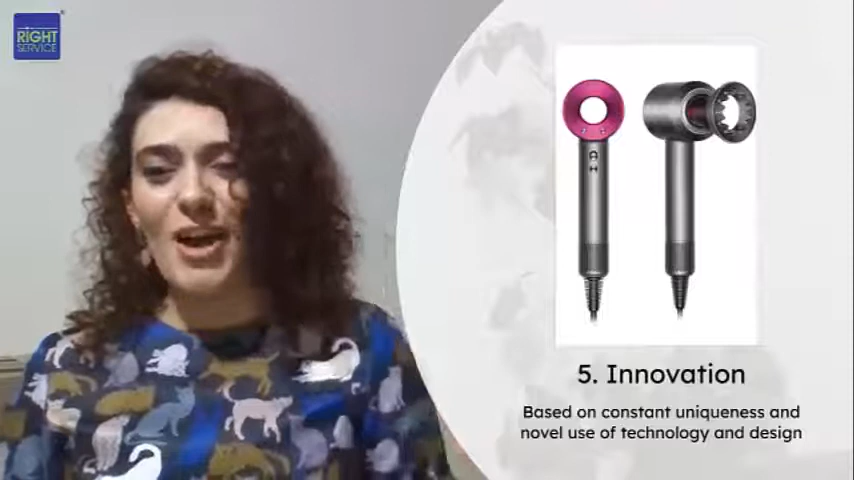 RIGHT
SERVICE
5. Innovation
Based on constant uniqueness and
novel use of technology and design